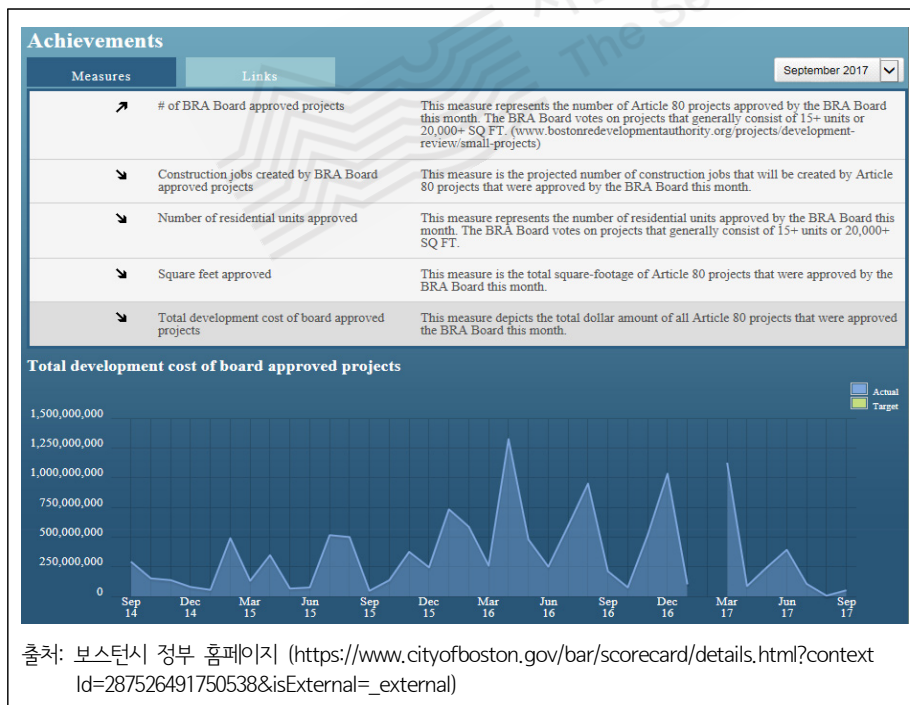 Achievements
Measures
Links
September 2017
# of BRA Board approved projects
This measure represents the number of Article 80 projects approved by the BRA Board
this month. The BRA Board votes on projects that generally consist of 15+ units or
20,000+ SQ FT. (www.bostonredevelopmentauthority.org/projects/development-
review/small-projects)
Construction jobs created by BRA Board
approved projects
This measure is the projected number of construction jobs that will be created by Article
80 projects that were approved by the BRA Board this month.
Number of residential units approved
This measure represents the number of residential units approved by the BRA Board this
month. The BRA Board votes on projects that generally consist of 15+ units or 20,000+
SQ FT.
Square feet approved
This measure is the total square-footage of Article 80 projects that were approved by the
BRA Board this month.
Total development cost of board approved
projects
This measure depicts the total dollar amount of all Article 80 projects that were approved
the BRA Board this month.
Total development cost of board approved projects
Actual
Target
1,500,000,000
1,250,000,000
1,000,000,000
750,000,000
500,000,000
250,000,000
0
Sep Dec Mar Jun Sep Dec Mar Jun Sep Dec Mar Jun Sep
14 14 15 15 15 15 16 16 16 16 17 17 17
출처: 보스턴시 정부 홈페이지 (https://www.cityofboston.gov/bar/scorecard/details.html?context
Id=287526491750538&isExternal=_external)